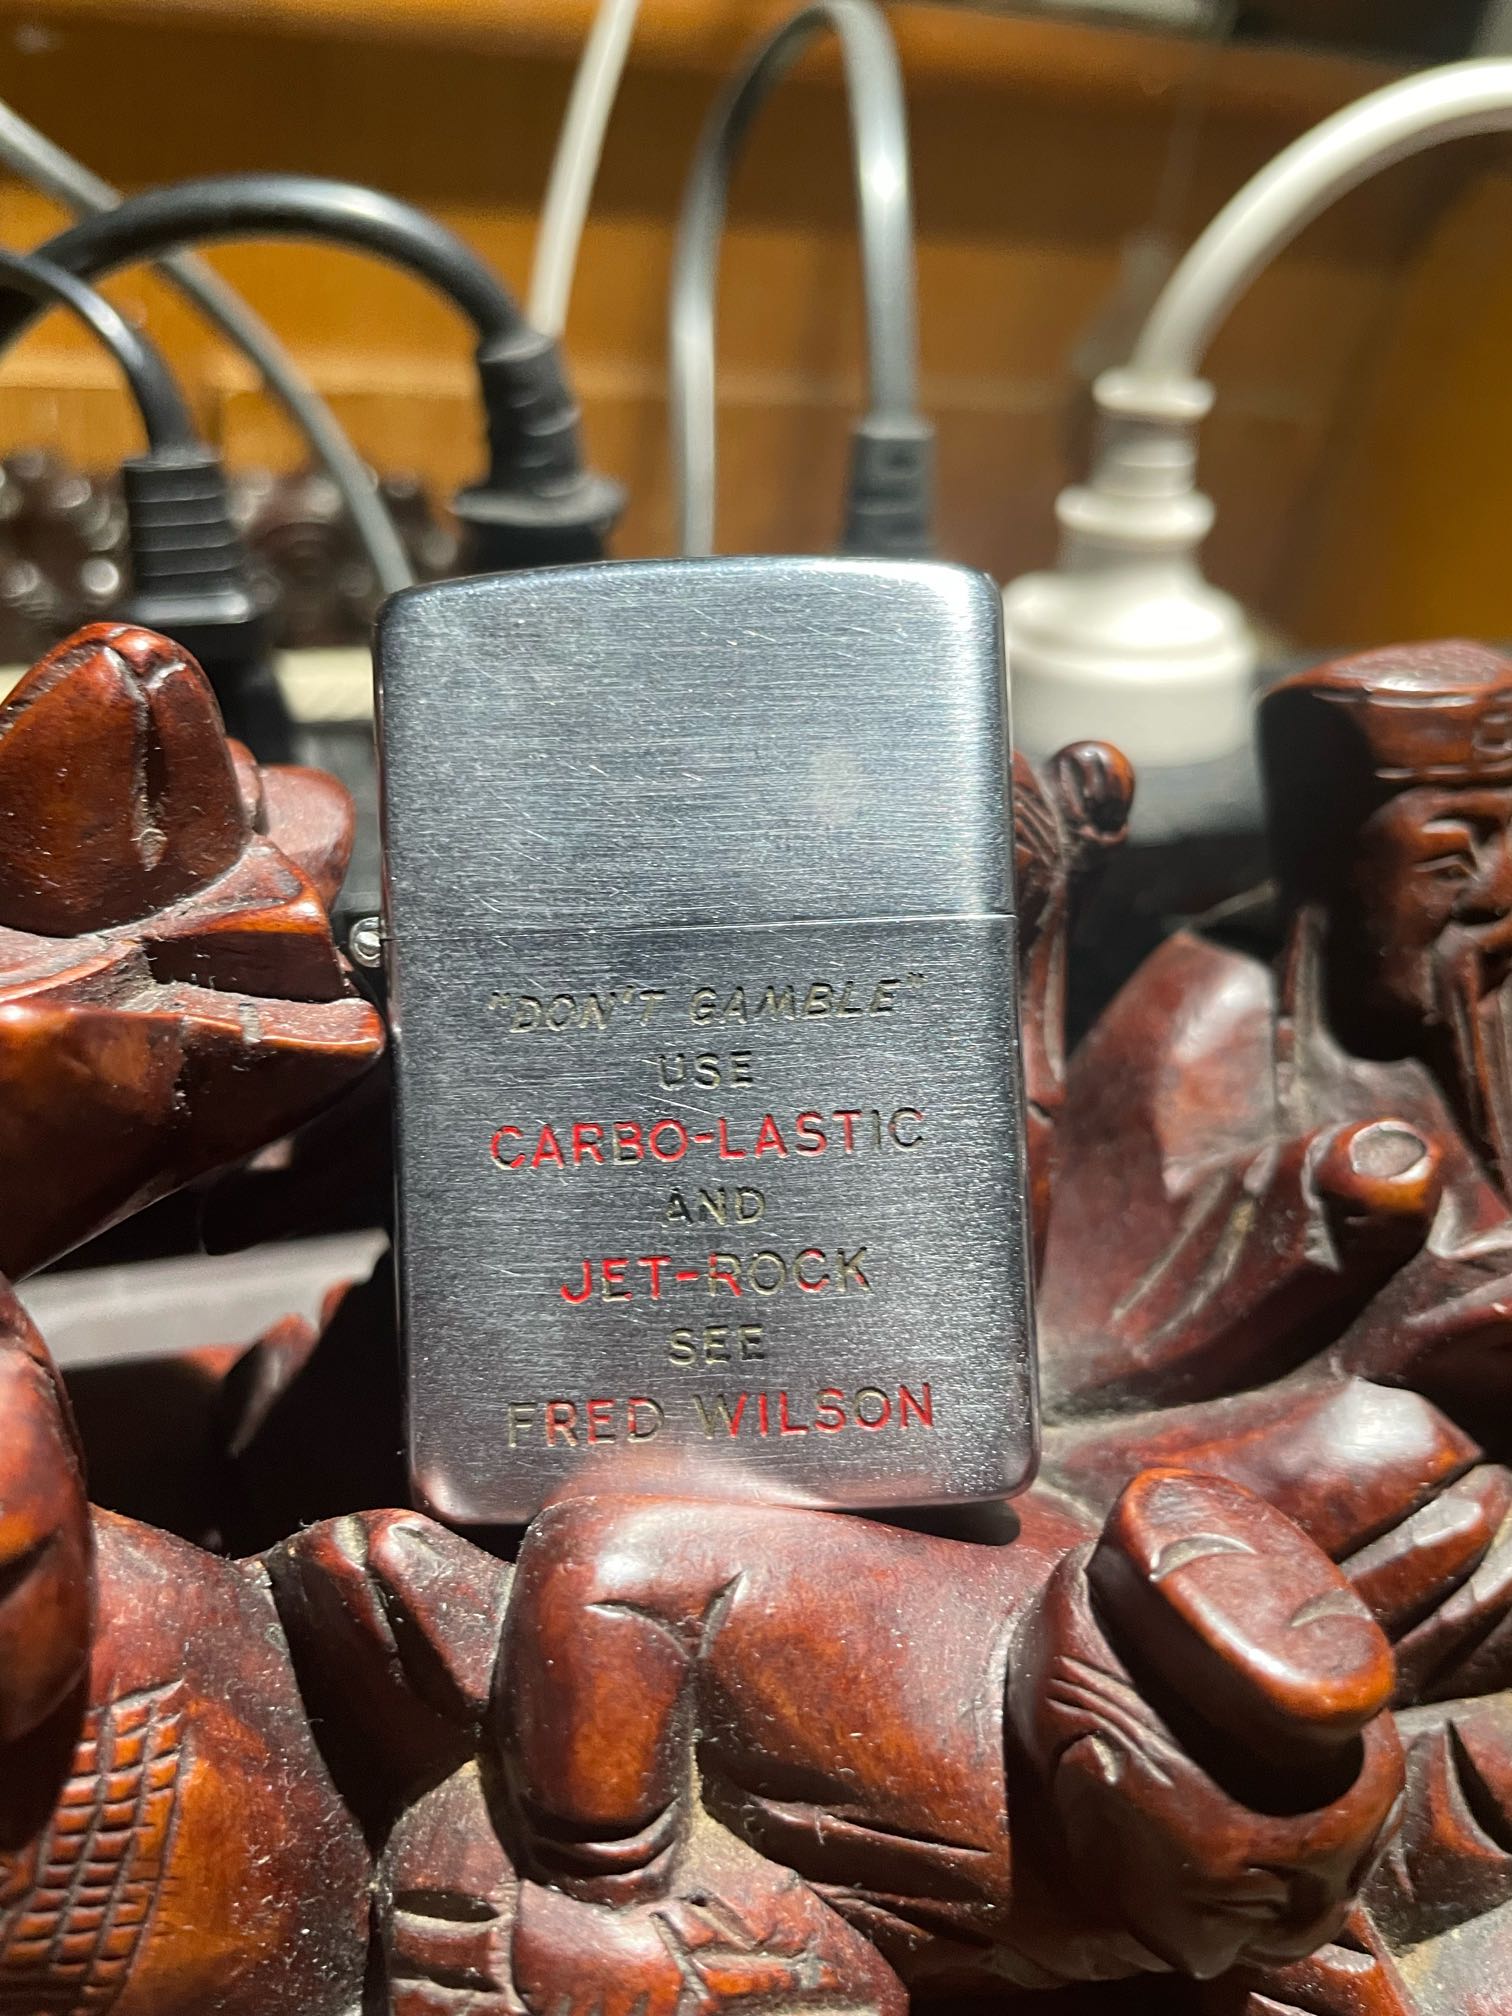 "DON'T GAMBLE"
USE
CARBO-LASTIC
AND
JET-ROCK
SEE
FRED WILSON